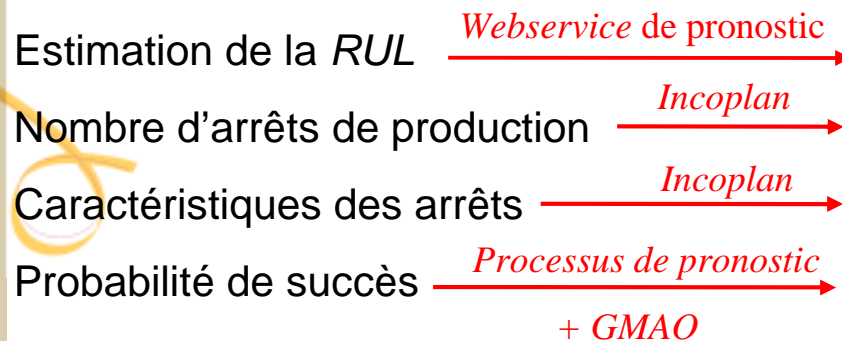 Estimation de la RUL Webservice de pronostic
Nombre d'arrêts de production Incoplan
Caractéristiques des arrêts Incoplan
Probabilité de succès Processus de pronostic
+ GMAO